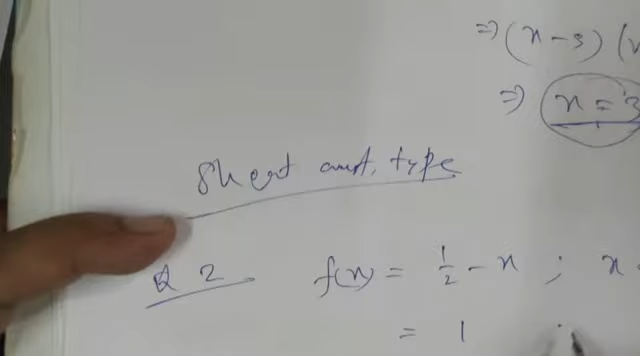 ⇒ (x - 3) (
⇒ x = 3
Short ans. type
Q 2 f(x) = 1/2 - x ; x
= 1 ;